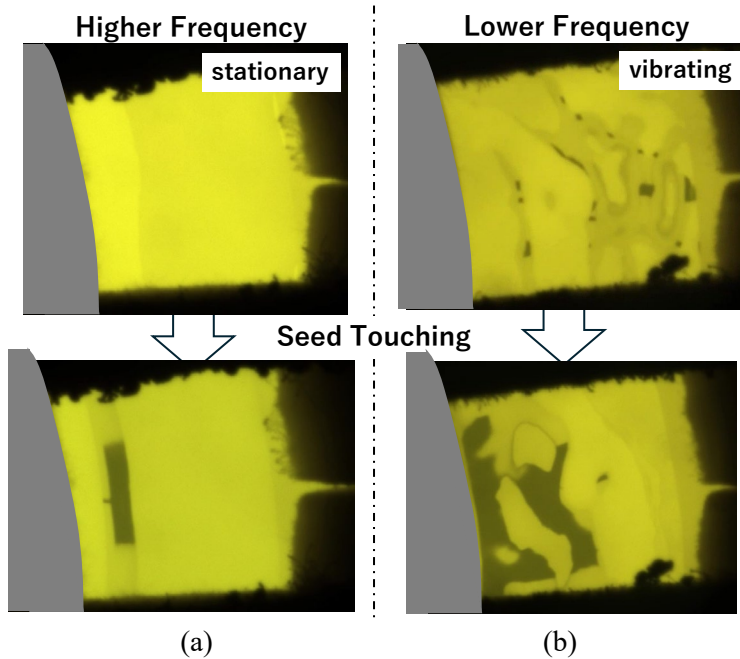 Higher Frequency
Lower Frequency
stationary
vibrating
Seed Touching
(a)
(b)